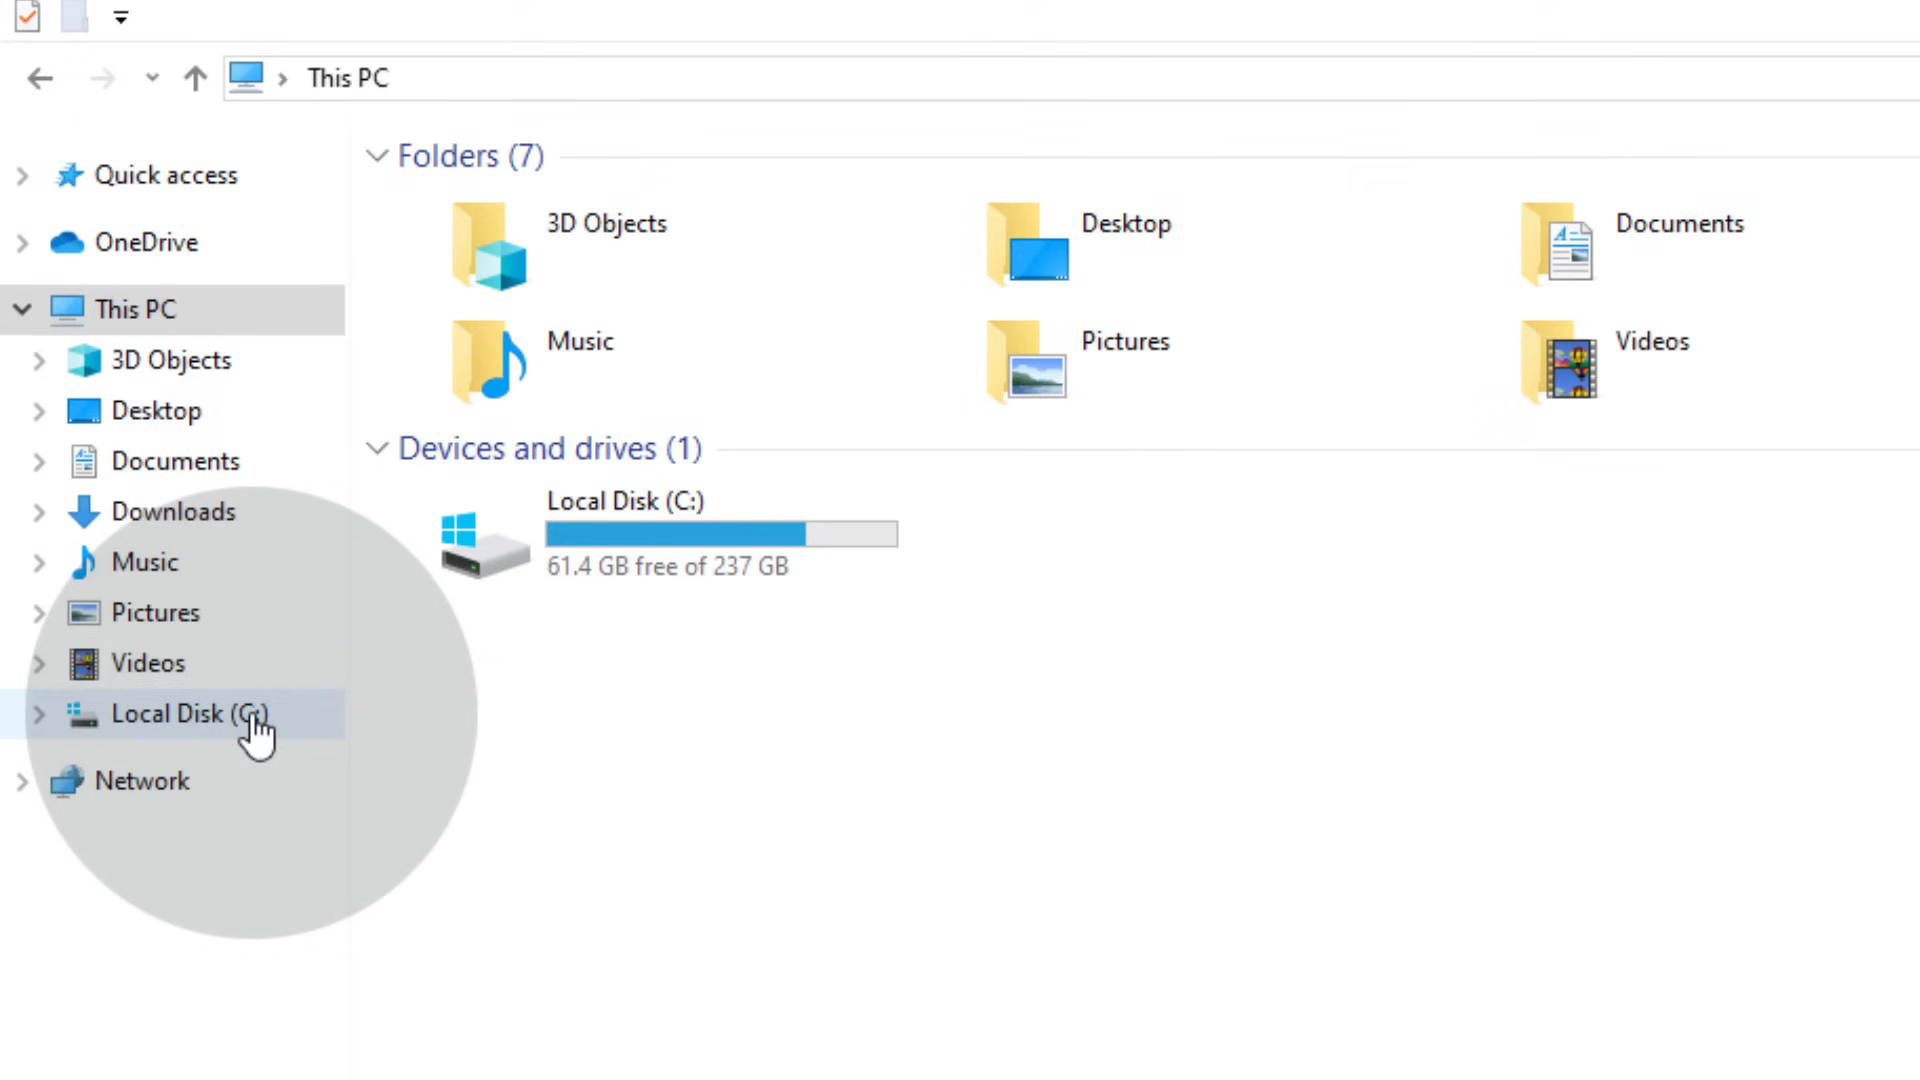 This PC
Quick access
OneDrive
This PC
3D Objects
Desktop
Documents
Downloads
Music
Pictures
Videos
Local Disk (C:)
Network
Folders (7)
3D Objects
Desktop
Documents
Music
Pictures
Videos
Devices and drives (1)
Local Disk (C:)
61.4 GB free of 237 GB